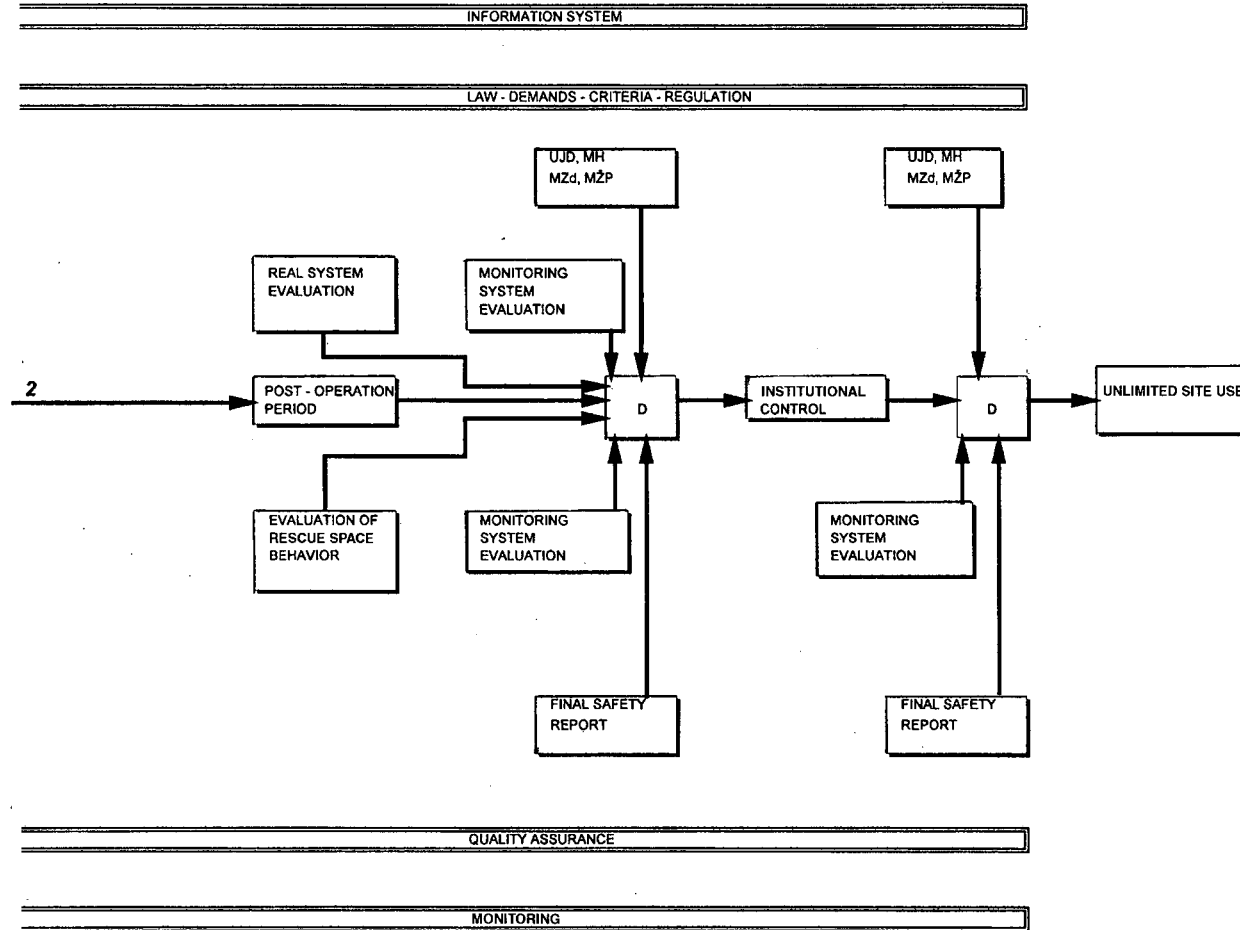 INFORMATION SYSTEM
LAW - DEMANDS - CRITERIA - REGULATION
UJD, MH
MZd, MŽP
UJD, MH
MZd, MŽP
REAL SYSTEM
EVALUATION
MONITORING
SYSTEM
EVALUATION
2
POST - OPERATION
PERIOD
D
INSTITUTIONAL
CONTROL
D
UNLIMITED SITE USE
EVALUATION OF
RESCUE SPACE
BEHAVIOR
MONITORING
SYSTEM
EVALUATION
MONITORING
SYSTEM
EVALUATION
FINAL SAFETY
REPORT
FINAL SAFETY
REPORT
QUALITY ASSURANCE
MONITORING